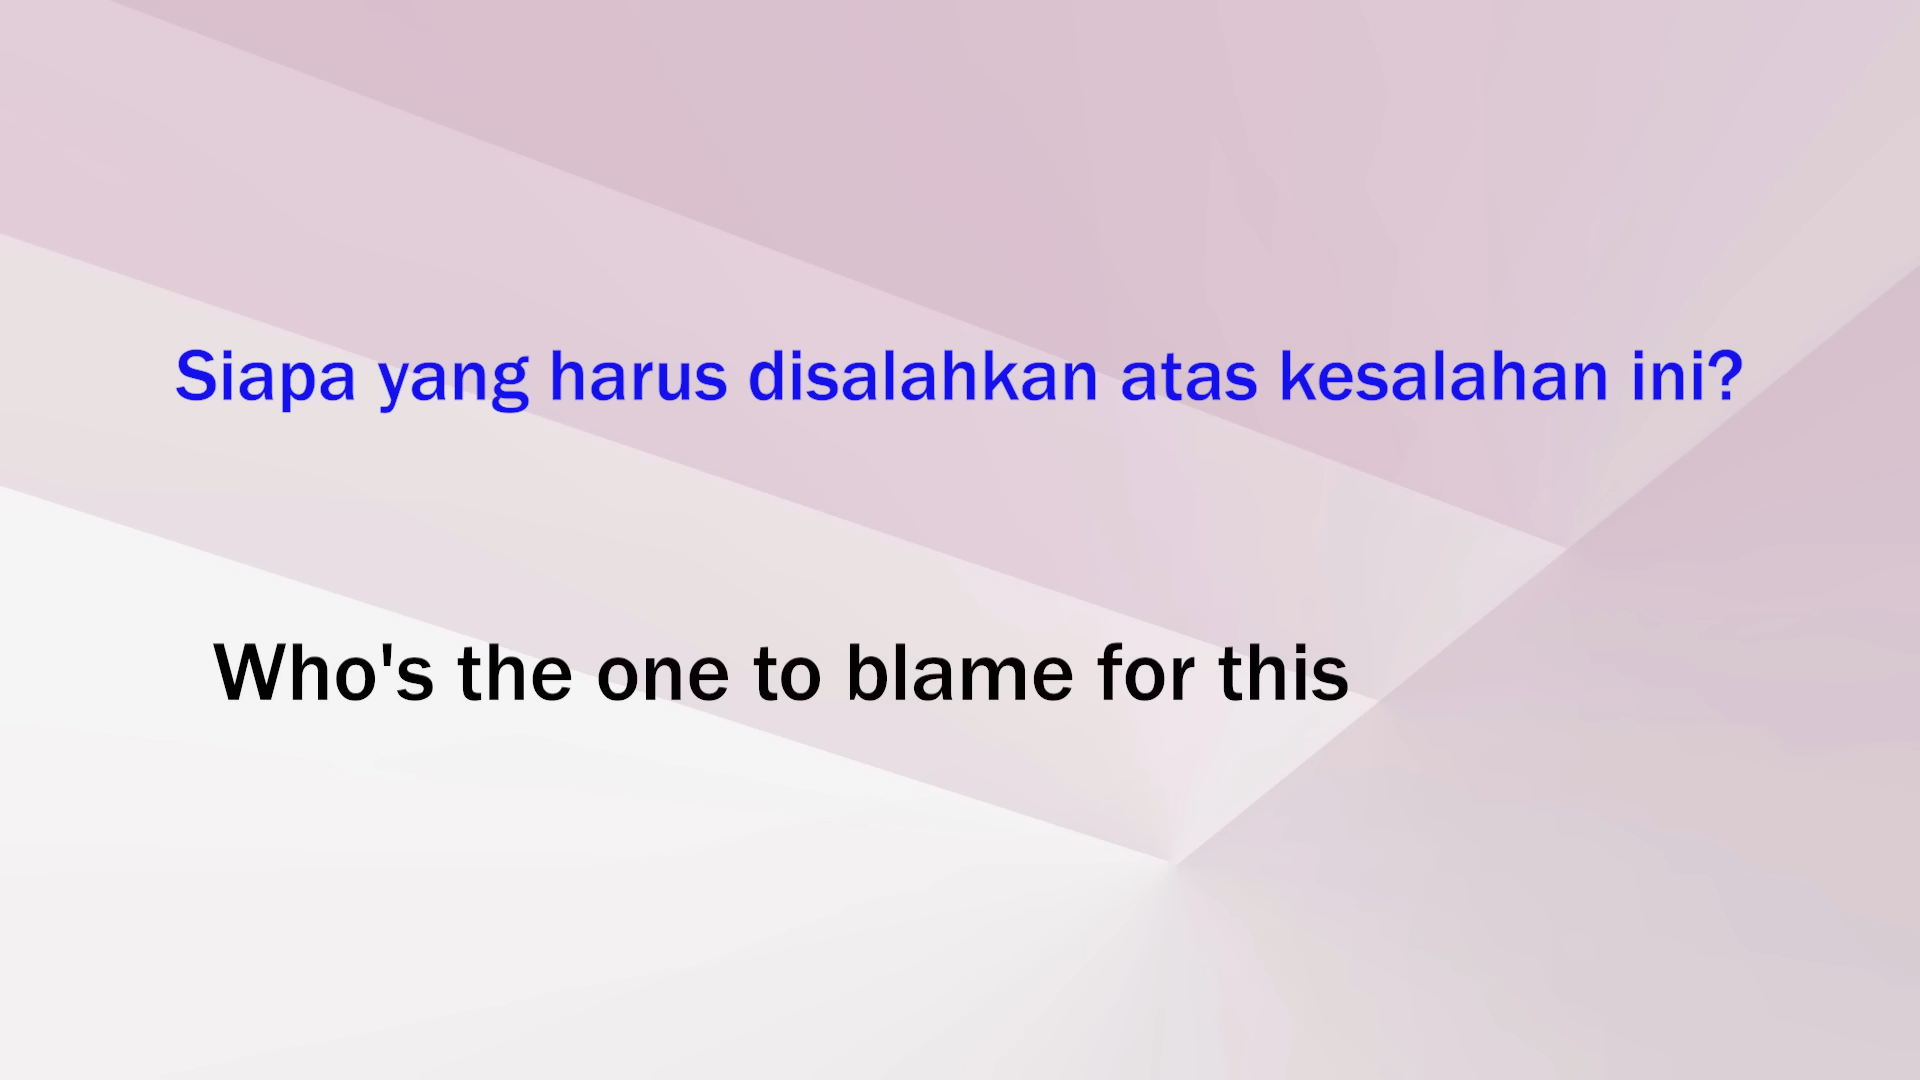 Siapa yang harus disalahkan atas kesalahan ini?
Who's the one to blame for this